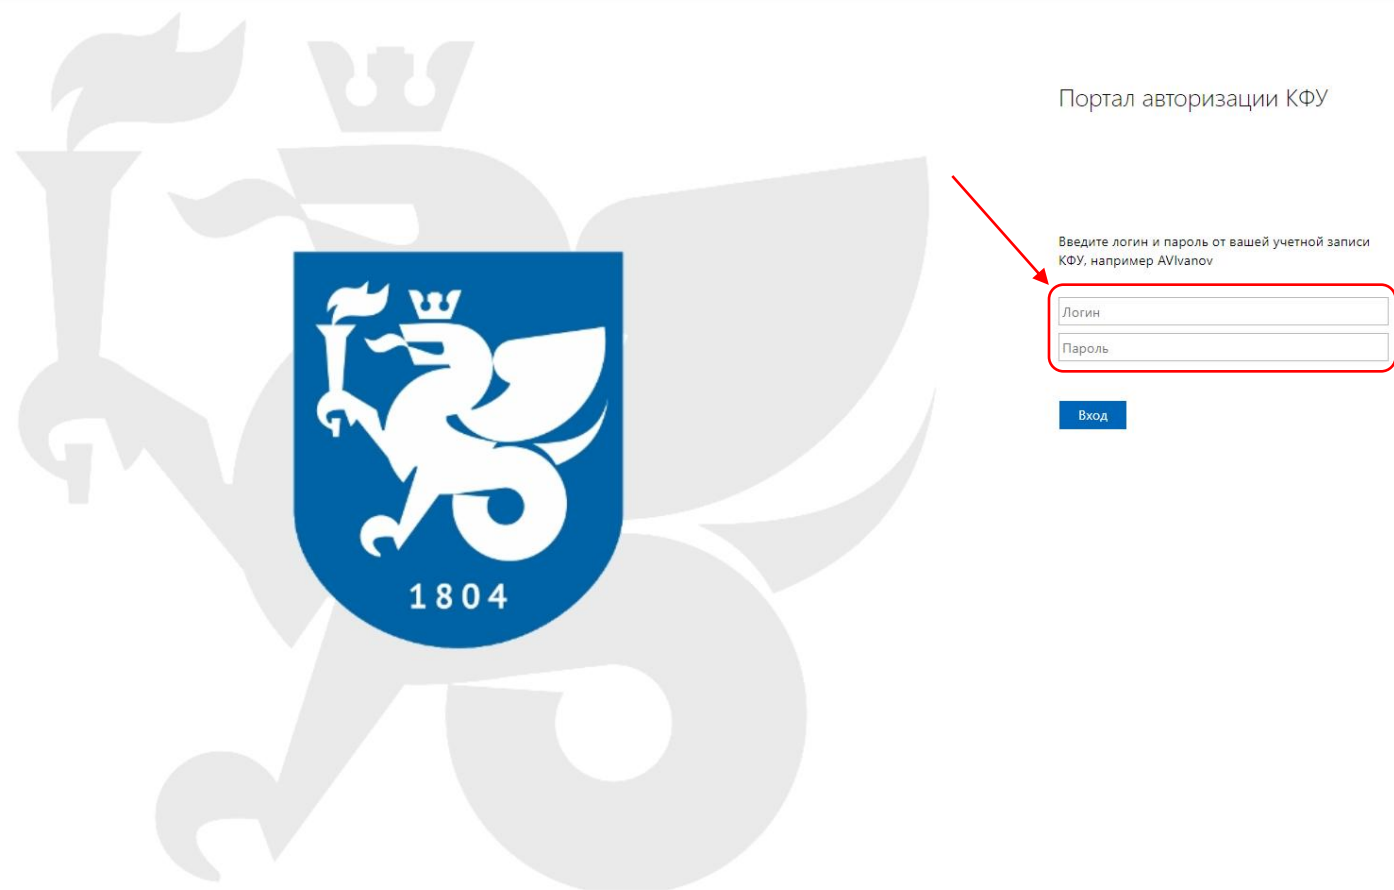 Портал авторизации КФУ
Введите логин и пароль от вашей учетной записи
КФУ, например AVIvanov
Логин
Пароль
Вход
1804